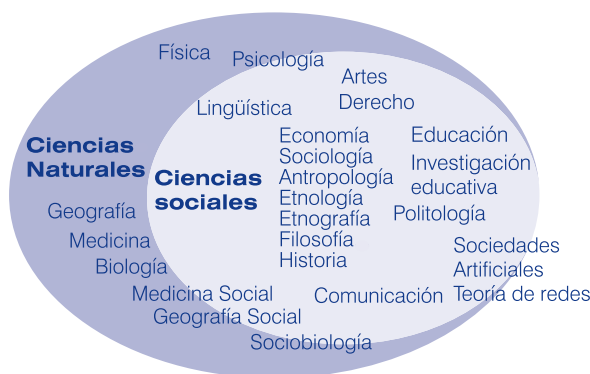 Física
Psicología
Artes
Derecho
Lingüística
Ciencias
Naturales
Ciencias
sociales
Economía
Sociología
Antropología
Etnología
Etnografía
Filosofía
Historia
Educación
Investigación
educativa
Politología
Geografía
Medicina
Biología
Sociedades
Artificiales
Teoría de redes
Medicina Social
Comunicación
Geografía Social
Sociobiología